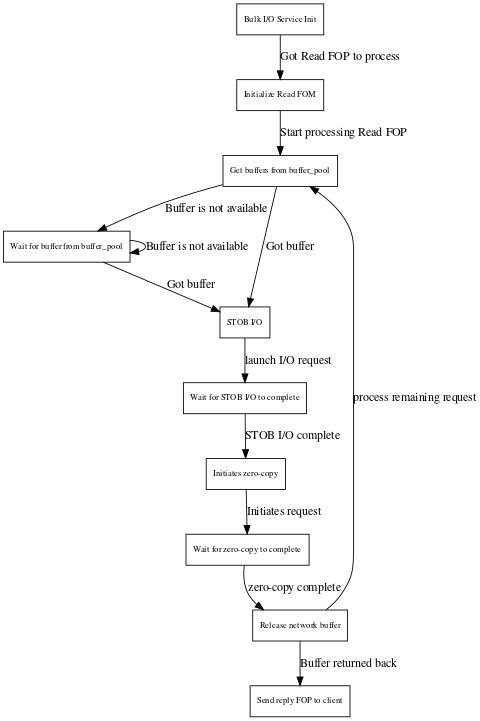 Bulk I/O Service Init
Got Read FOP to process
Initialize Read FOM
Start processing Read FOP
Get buffers from buffer_pool
Buffer is not available
Wait for buffer from buffer_pool
Buffer is not available
Got buffer
Got buffer
STOB I/O
launch I/O request
Wait for STOB I/O to complete
process remaining request
STOB I/O complete
Initiates zero-copy
Initiates request
Wait for zero-copy to complete
zero-copy complete
Release network buffer
Buffer returned back
Send reply FOP to client